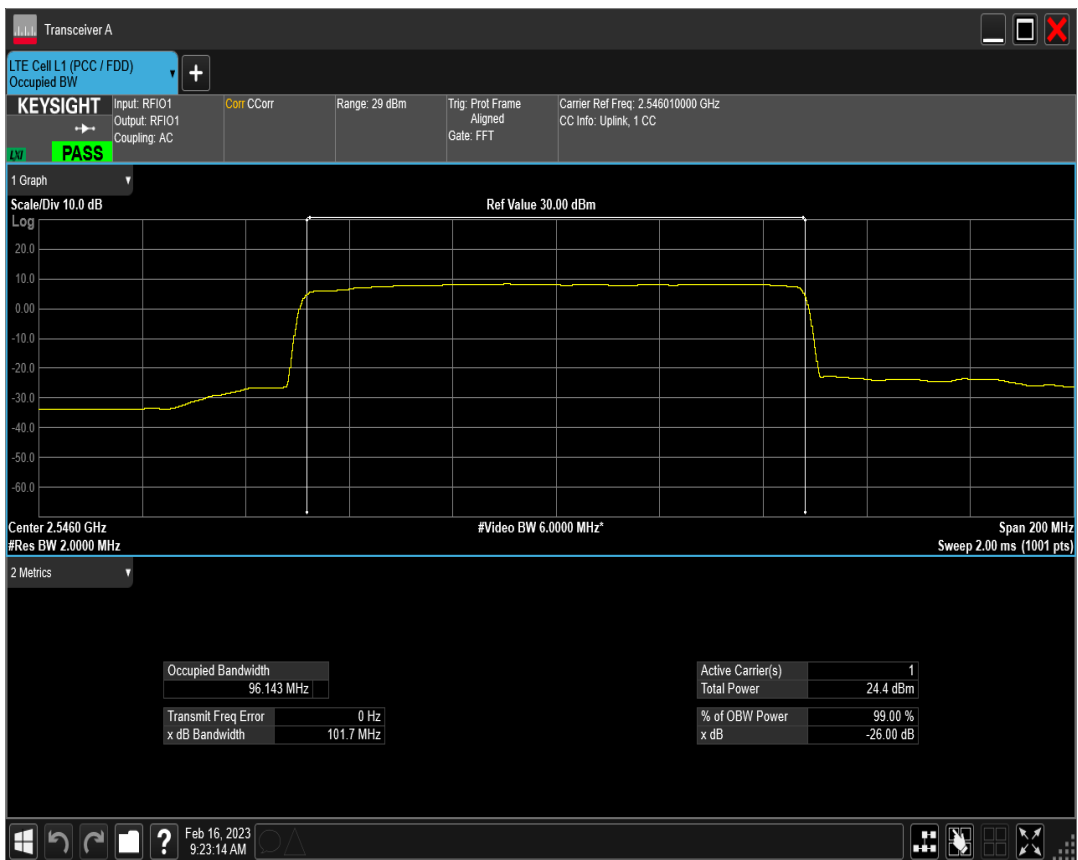 Transceiver A
LTE Cell L1 (PCC / FDD)
Occupied BW
+
KEYSIGHT
LXI
PASS
Input: RFIO1
Output: RFIO1
Coupling: AC
Corr CCorr
Range: 29 dBm
Trig: Prot Frame
Aligned
Gate: FFT
Carrier Ref Freq: 2.546010000 GHz
CC Info: Uplink, 1 CC
1 Graph
Scale/Div 10.0 dB
Ref Value 30.00 dBm
Log
20.0
10.0
0.00
-10.0
-20.0
-30.0
-40.0
-50.0
-60.0
Center 2.5460 GHz
#Video BW 6.0000 MHz*
Span 200 MHz
#Res BW 2.0000 MHz
Sweep 2.00 ms (1001 pts)
2 Metrics
Occupied Bandwidth
96.143 MHz
Transmit Freq Error 0 Hz
x dB Bandwidth 101.7 MHz
Active Carrier(s) 1
Total Power 24.4 dBm
% of OBW Power 99.00 %
x dB -26.00 dB
?
Feb 16, 2023
9:23:14 AM